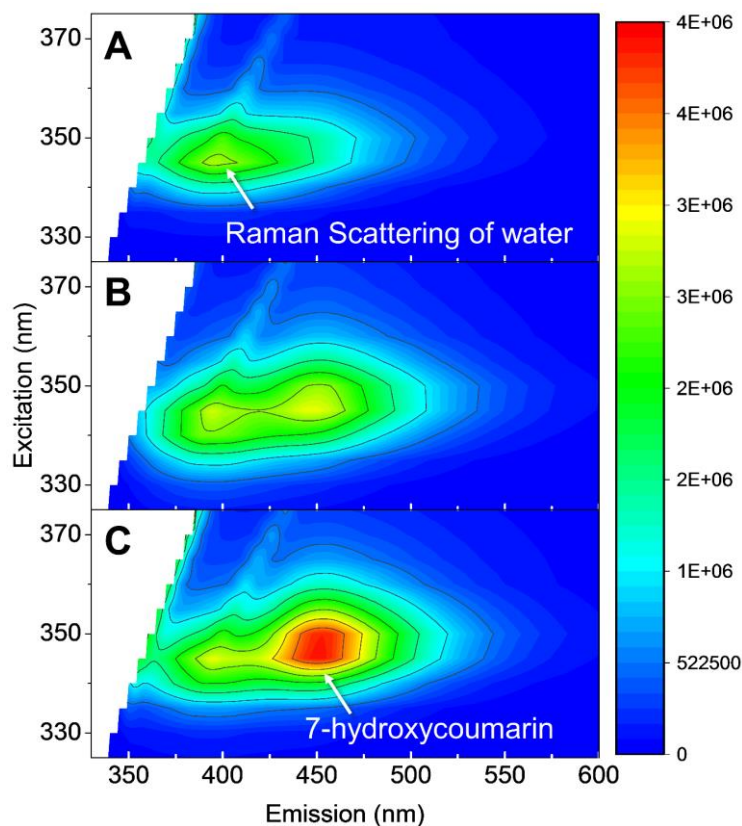 A
370
350
330
Raman Scattering of water
B
370
350
330
C
370
350
330
7-hydroxycoumarin
350
400
450
500
550
600
Emission (nm)
Excitation (nm)
4E+06
4E+06
3E+06
3E+06
2E+06
2E+06
1E+06
522500
0